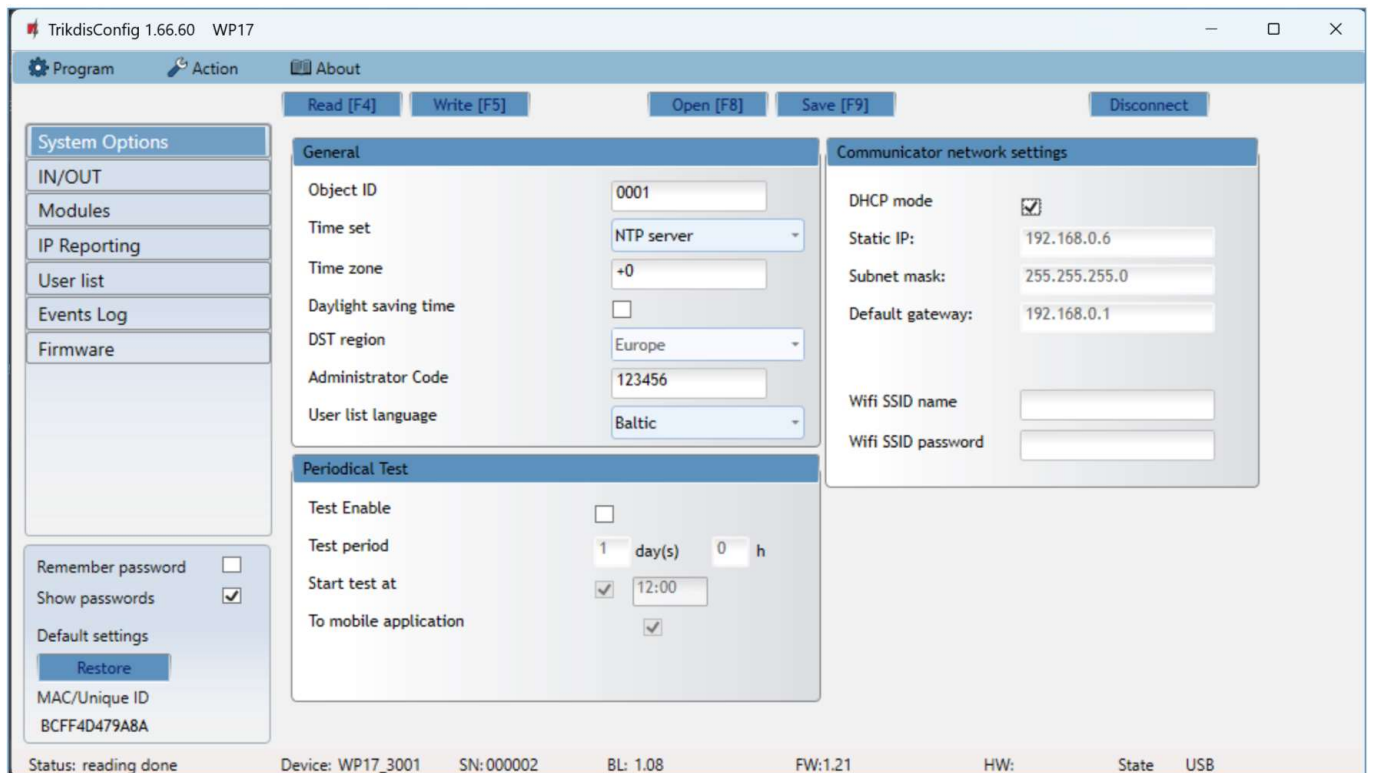 TrikdisConfig 1.66.60 WP17
Program Action About
Read [F4] Write [F5] Open [F8] Save [F9] Disconnect
System Options
IN/OUT
Modules
IP Reporting
User list
Events Log
Firmware
General
Object ID 0001
Time set NTP server
Time zone +0
Daylight saving time
DST region Europe
Administrator Code 123456
User list language Baltic
Communicator network settings
DHCP mode
Static IP: 192.168.0.6
Subnet mask: 255.255.255.0
Default gateway: 192.168.0.1
Wifi SSID name
Wifi SSID password
Periodical Test
Test Enable
Test period 1 day(s) 0 h
Start test at 12:00
To mobile application
Remember password
Show passwords
Default settings
Restore
MAC/Unique ID
BCFF4D479A8A
Status: reading done Device: WP17_3001 SN: 000002 BL: 1.08 FW:1.21 HW: State USB